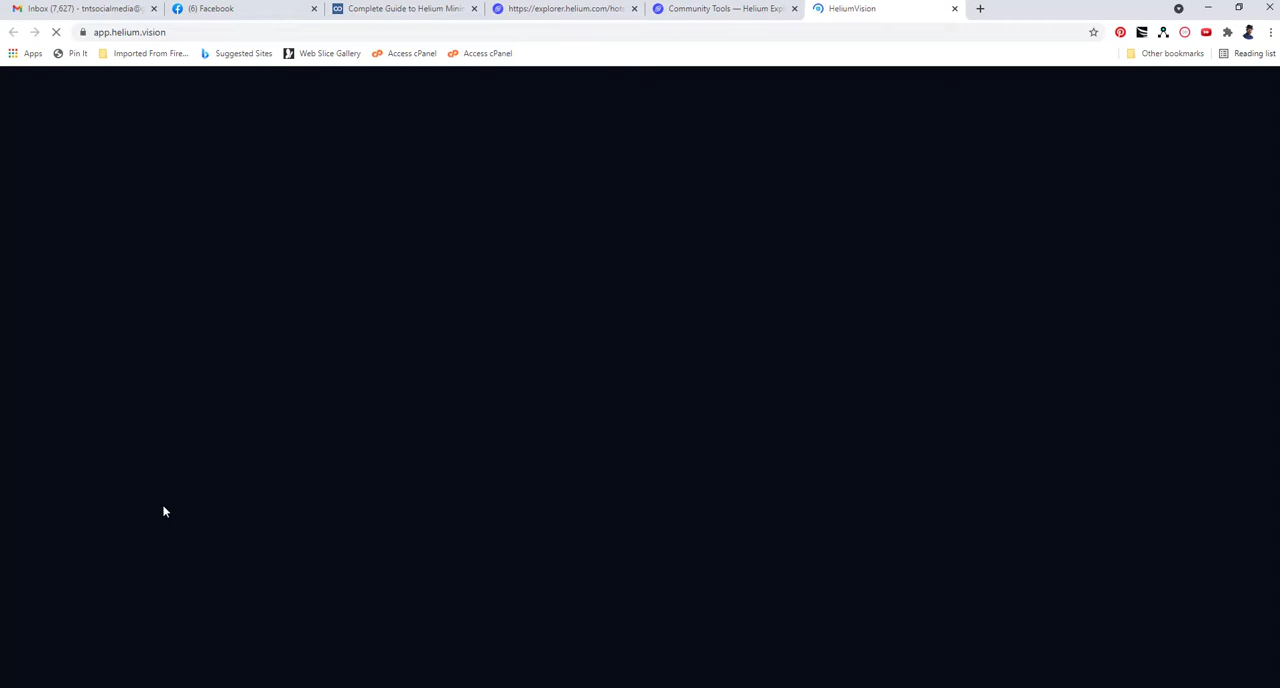 Inbox (7,627) - tntsocialmedia@g
(6) Facebook
Complete Guide to Helium Minin
https://explorer.helium.com/hots
Community Tools — Helium Expl
HeliumVision
app.helium.vision
Apps
Pin It
Imported From Fire...
Suggested Sites
Web Slice Gallery
Access cPanel
Access cPanel
Other bookmarks
Reading list